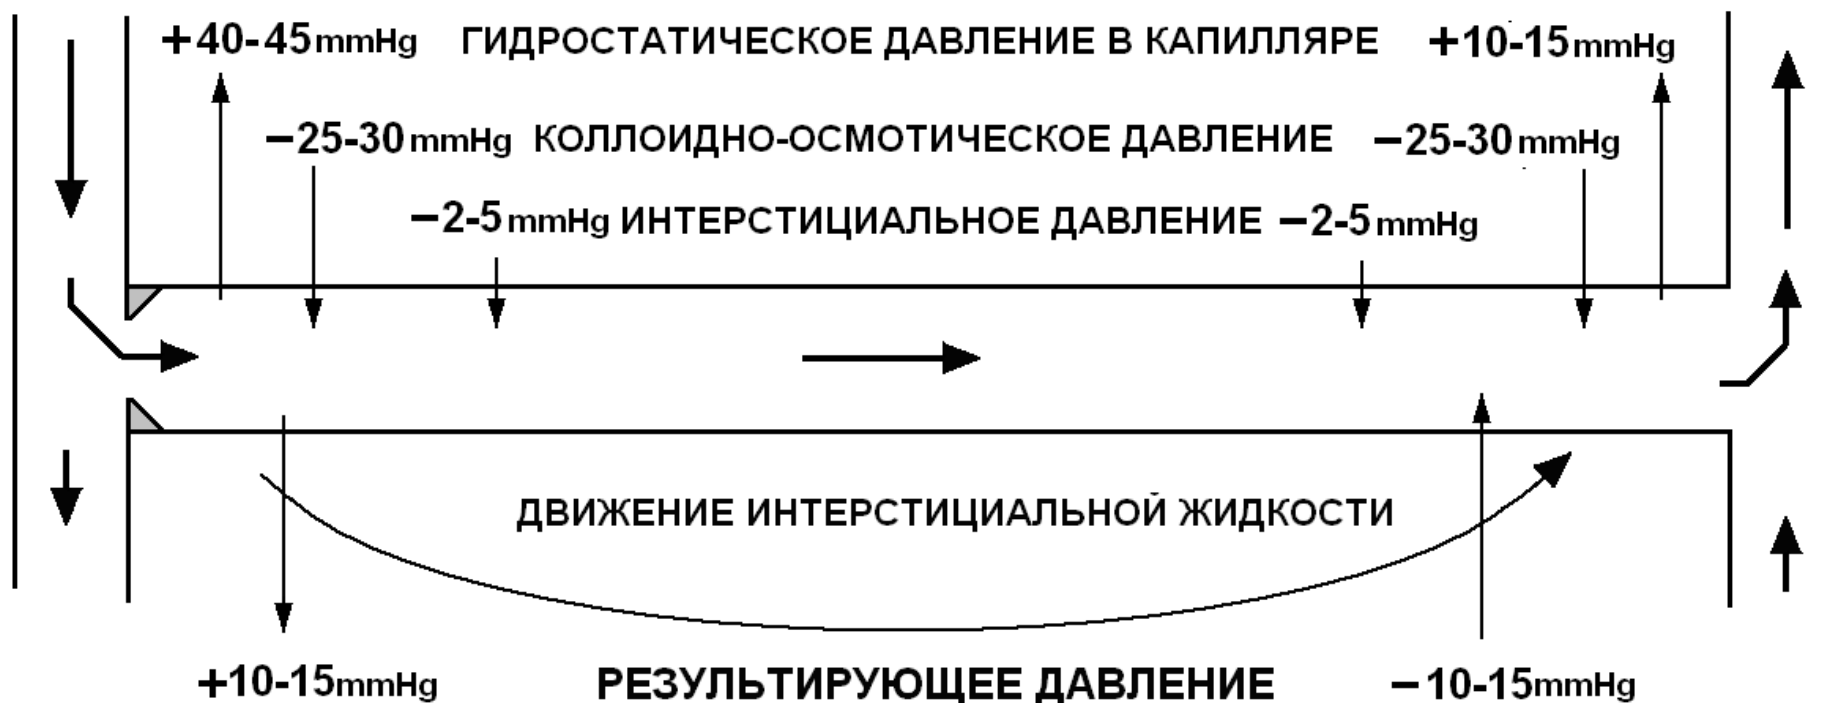 +40-45mmHg ГИДРОСТАТИЧЕСКОЕ ДАВЛЕНИЕ В КАПИЛЛЯРЕ +10-15mmHg
−25-30mmHg КОЛЛОИДНО-ОСМОТИЧЕСКОЕ ДАВЛЕНИЕ −25-30mmHg
−2-5mmHg ИНТЕРСТИЦИАЛЬНОЕ ДАВЛЕНИЕ −2-5mmHg
ДВИЖЕНИЕ ИНТЕРСТИЦИАЛЬНОЙ ЖИДКОСТИ
+10-15mmHg РЕЗУЛЬТИРУЮЩЕЕ ДАВЛЕНИЕ −10-15mmHg